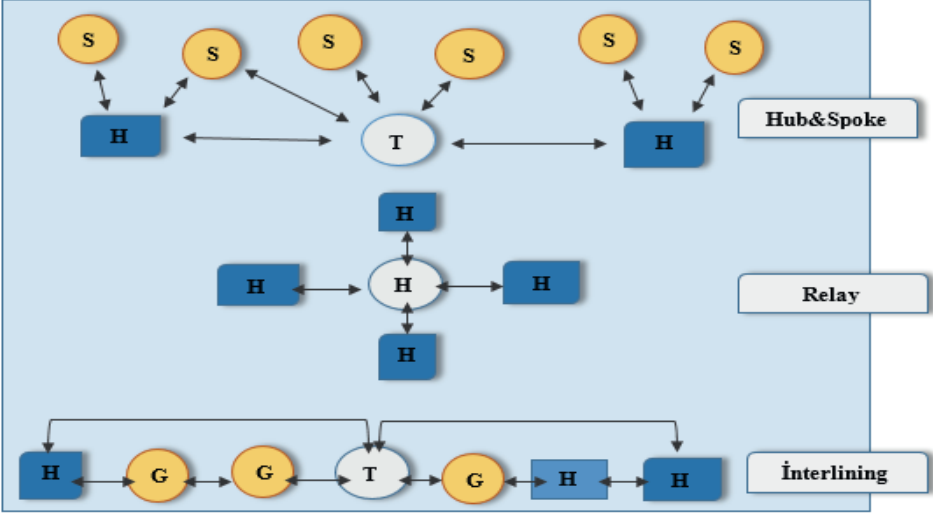 S S S S S S
H T H
Hub&Spoke
H
H H H
Relay
H
H G G T G H H
İnterlining